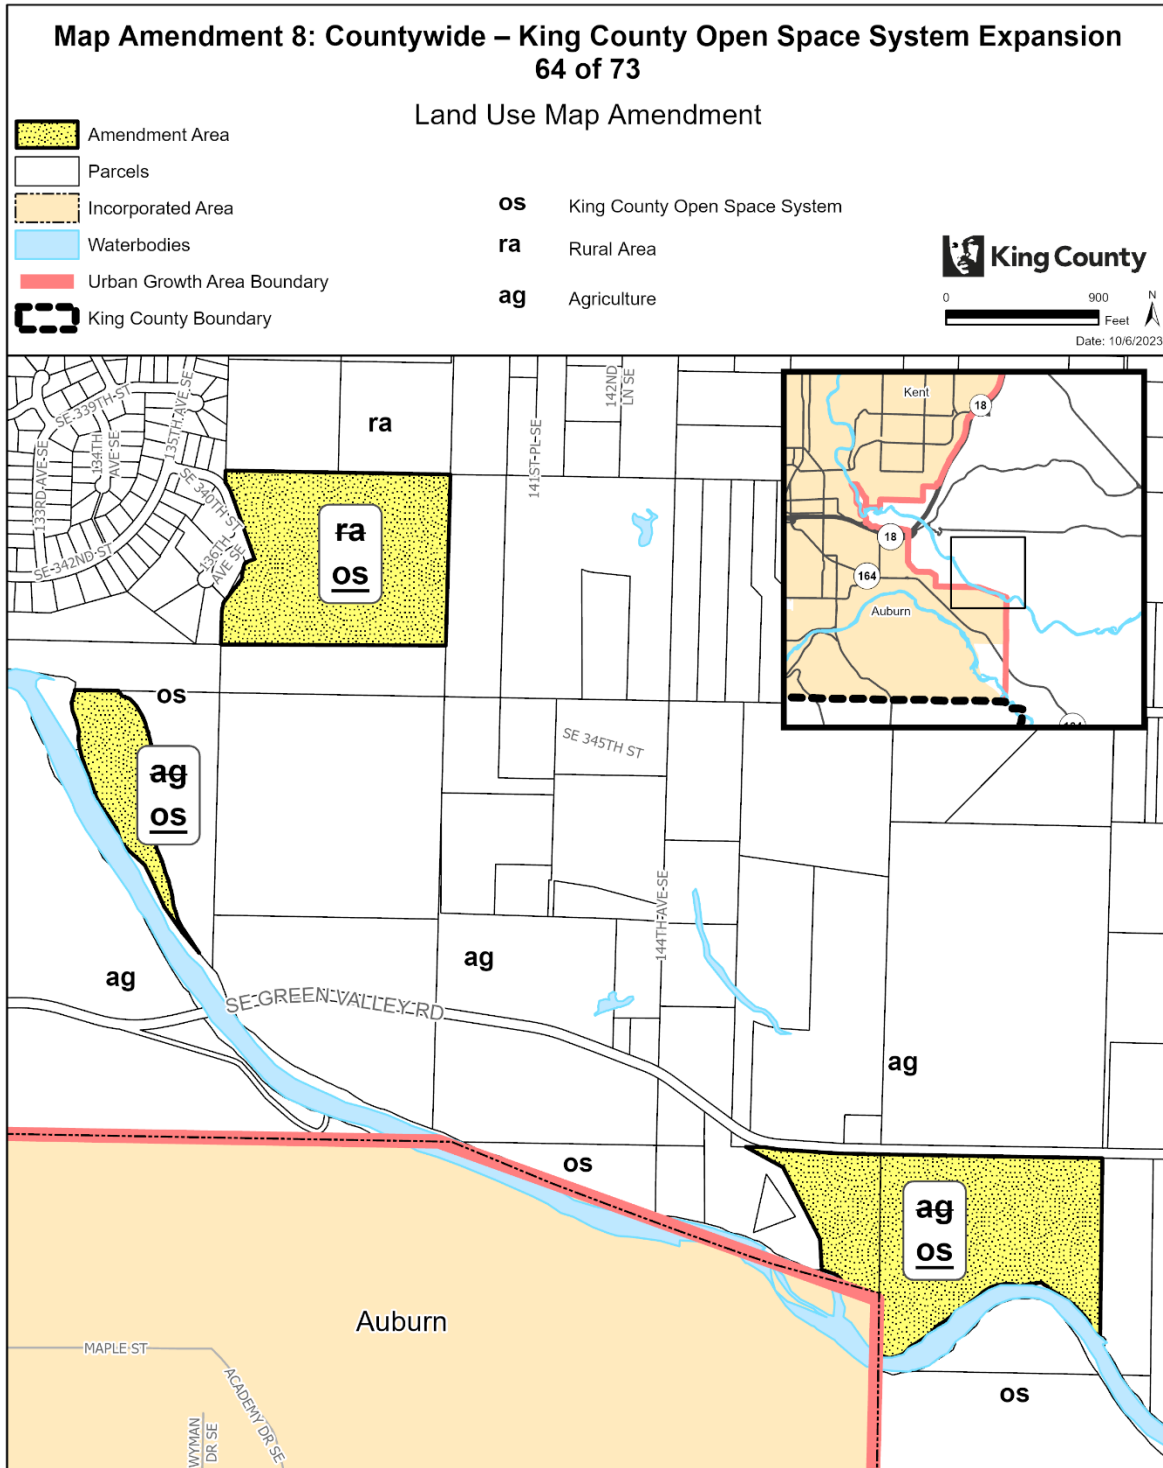 Map Amendment 8: Countywide – King County Open Space System Expansion
64 of 73
Land Use Map Amendment
Amendment Area
Parcels
Incorporated Area
Waterbodies
Urban Growth Area Boundary
King County Boundary
os King County Open Space System
ra Rural Area
ag Agriculture
King County
0 900
Feet
N
Date: 10/6/2023
SE 339TH ST
135TH AVE SE
134TH AVE SE
133RD AVE SE
SE 340TH ST
136TH AVE SE
SE 342ND ST
ra
141ST PL SE
142ND LN SE
ra
os
Kent
18
18
164
Auburn
os
ag
os
SE 345TH ST
144TH AVE SE
ag
ag
SE GREEN VALLEY RD
ag
os
ag
os
Auburn
os
MAPLE ST
ACADEMY DR SE
WYMAN DR SE